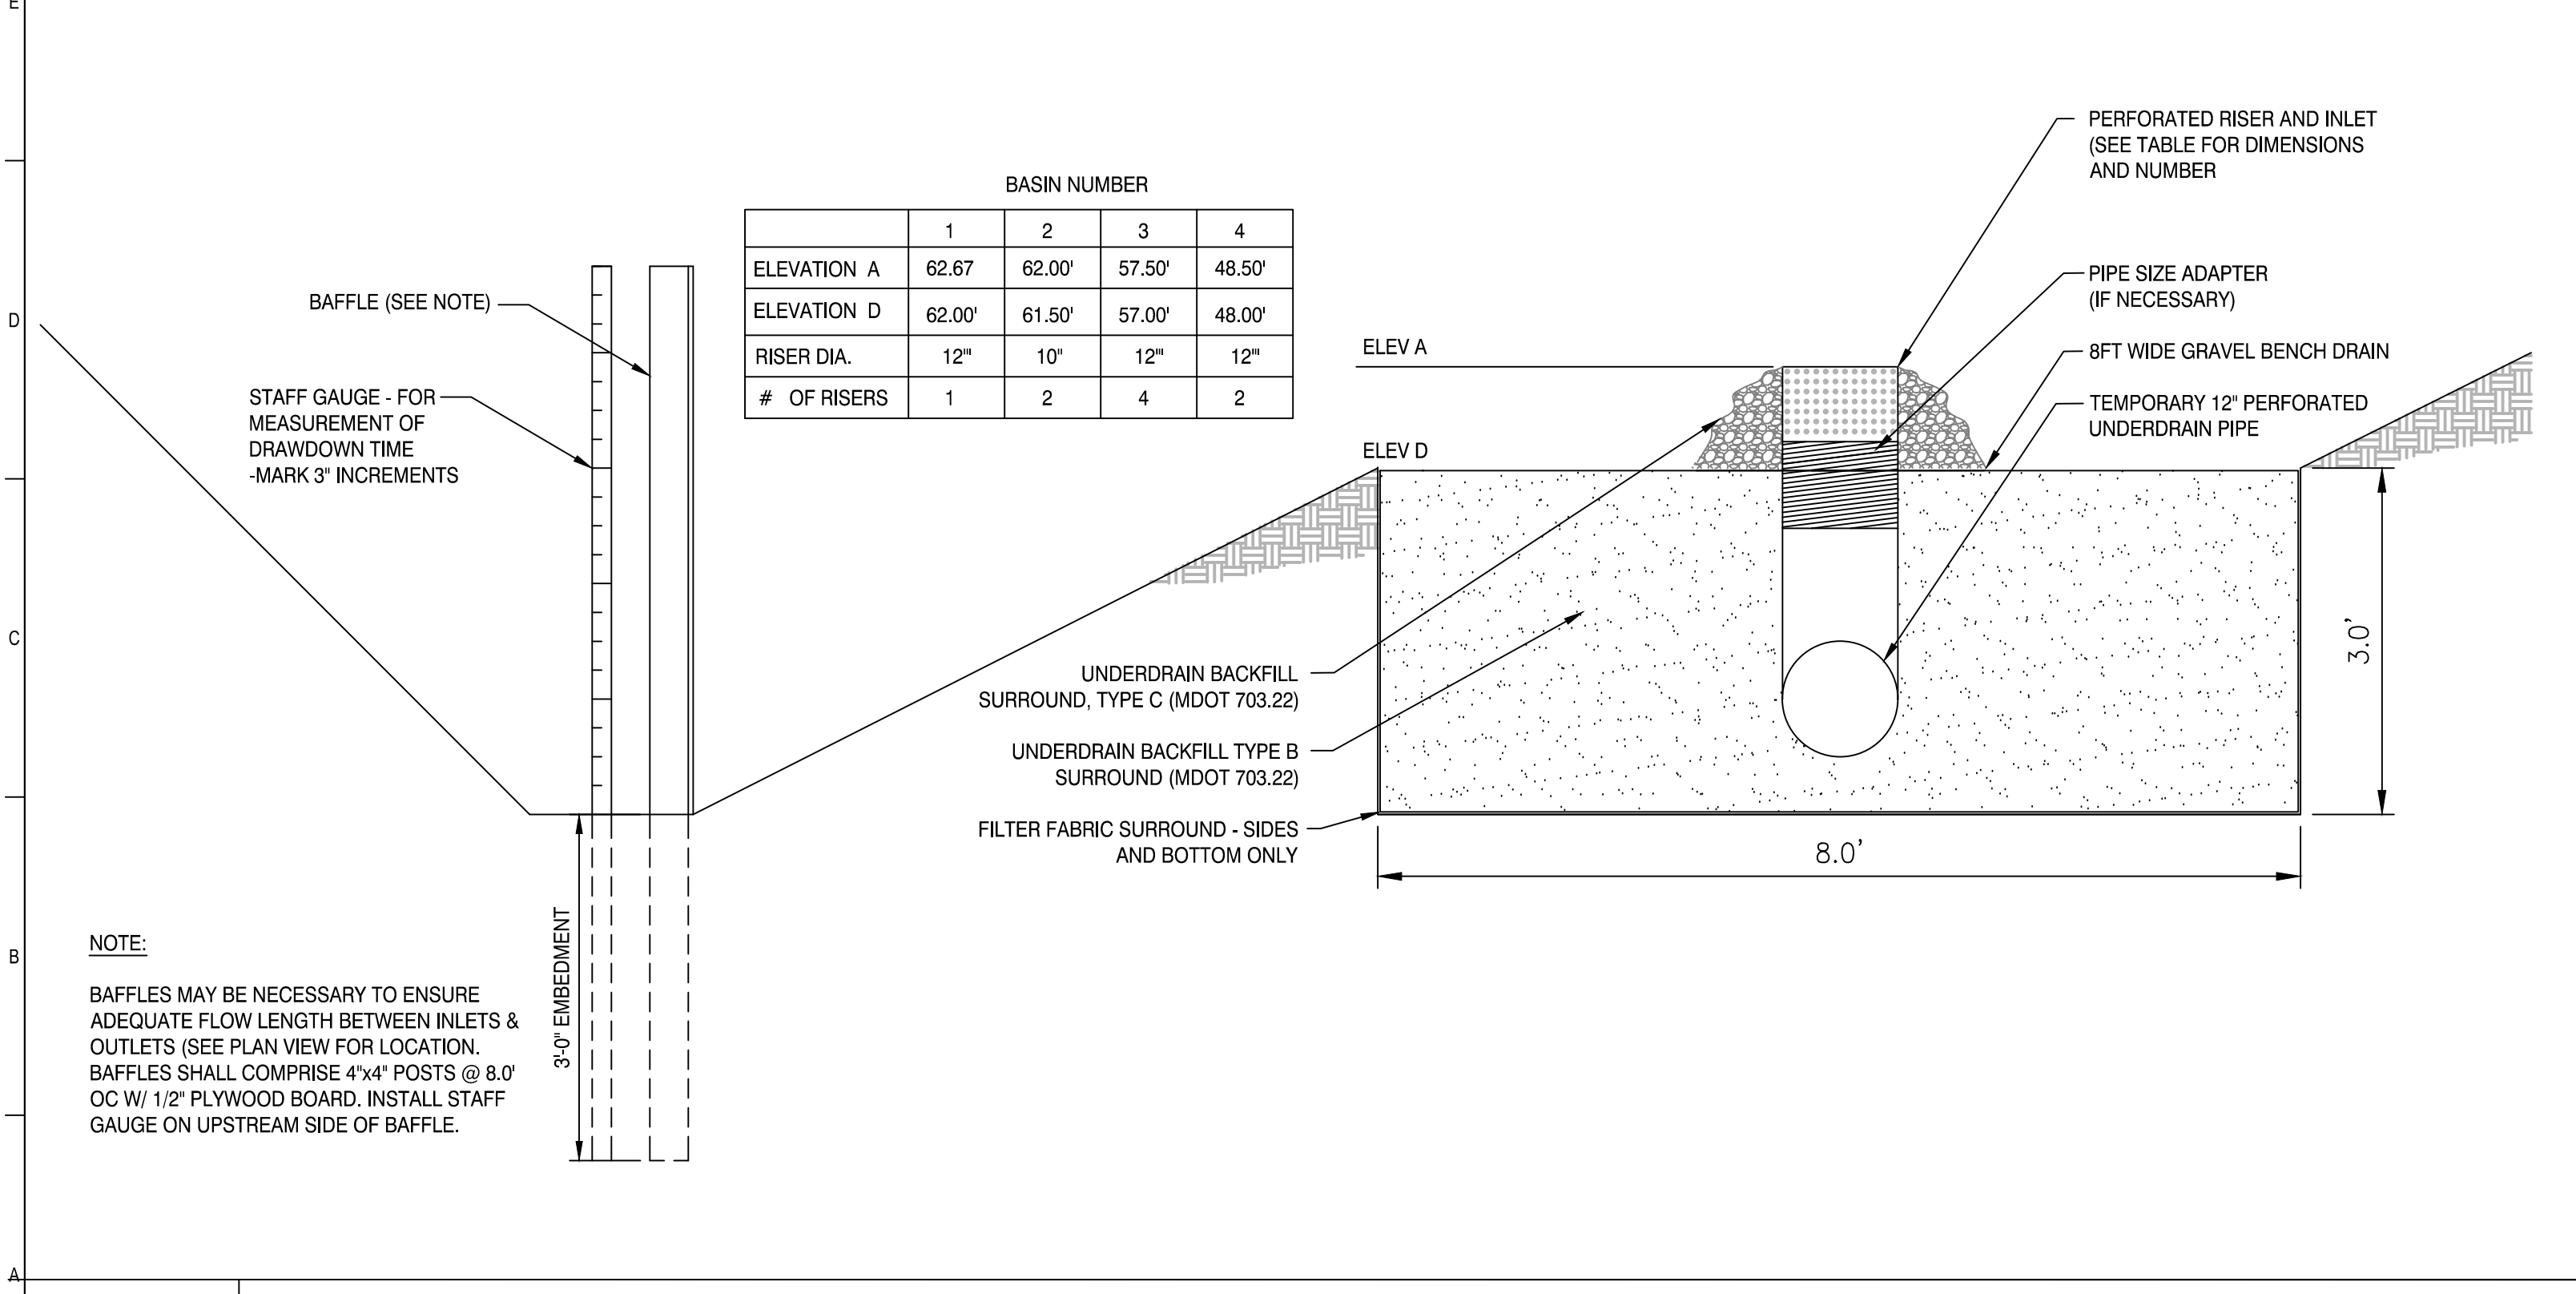 E
D
C
B
A
BASIN NUMBER
1 2 3 4
ELEVATION A 62.67 62.00' 57.50' 48.50'
ELEVATION D 62.00' 61.50' 57.00' 48.00'
RISER DIA. 12"' 10" 12"' 12"'
# OF RISERS 1 2 4 2
BAFFLE (SEE NOTE)
STAFF GAUGE - FOR
MEASUREMENT OF
DRAWDOWN TIME
-MARK 3" INCREMENTS
3'-0" EMBEDMENT
NOTE:
BAFFLES MAY BE NECESSARY TO ENSURE
ADEQUATE FLOW LENGTH BETWEEN INLETS &
OUTLETS (SEE PLAN VIEW FOR LOCATION.
BAFFLES SHALL COMPRISE 4"x4" POSTS @ 8.0'
OC W/ 1/2" PLYWOOD BOARD. INSTALL STAFF
GAUGE ON UPSTREAM SIDE OF BAFFLE.
ELEV A
ELEV D
PERFORATED RISER AND INLET
(SEE TABLE FOR DIMENSIONS
AND NUMBER
PIPE SIZE ADAPTER
(IF NECESSARY)
8FT WIDE GRAVEL BENCH DRAIN
TEMPORARY 12" PERFORATED
UNDERDRAIN PIPE
UNDERDRAIN BACKFILL
SURROUND, TYPE C (MDOT 703.22)
UNDERDRAIN BACKFILL TYPE B
SURROUND (MDOT 703.22)
FILTER FABRIC SURROUND - SIDES
AND BOTTOM ONLY
8.0'
3.0'